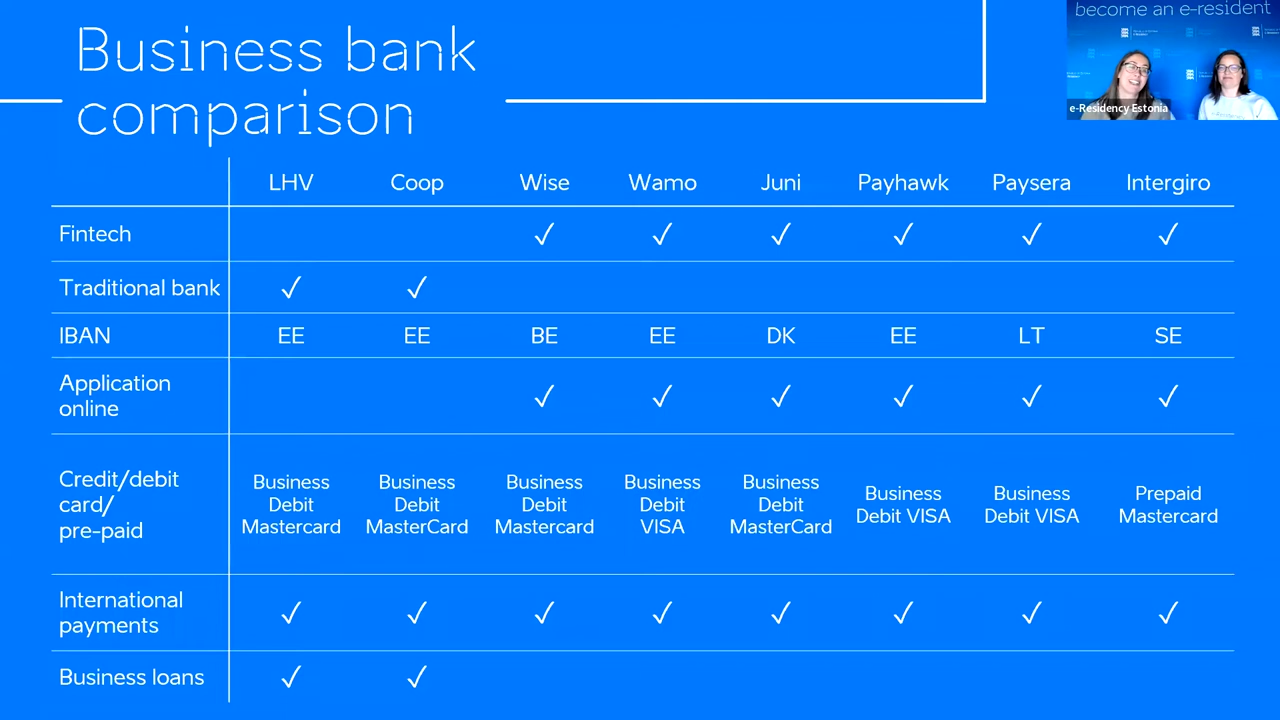 become an e-resident
e-Residency Estonia
Business bank
comparison
LHV Coop Wise Wamo Juni Payhawk Paysera Intergiro
Fintech ✓ ✓ ✓ ✓ ✓ ✓
Traditional bank ✓ ✓
IBAN EE EE BE EE DK EE LT SE
Application
online ✓ ✓ ✓ ✓ ✓ ✓
Credit/debit
card/
pre-paid
Business
Debit
Mastercard
Business
Debit
MasterCard
Business
Debit
Mastercard
Business
Debit
VISA
Business
Debit
MasterCard
Business
Debit VISA
Business
Debit VISA
Prepaid
Mastercard
International
payments ✓ ✓ ✓ ✓ ✓ ✓ ✓ ✓
Business loans ✓ ✓